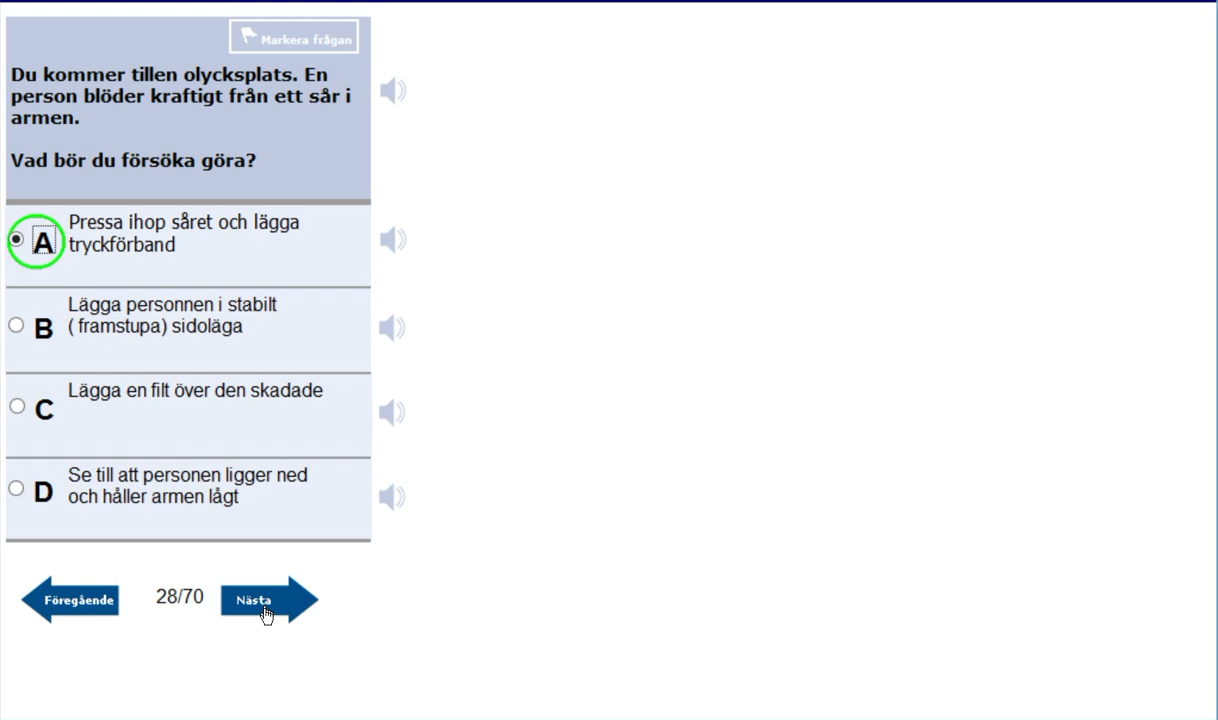 Markera frågan
Du kommer tillen olycksplats. En
person blöder kraftigt från ett sår i
armen.
Vad bör du försöka göra?
A Pressa ihop såret och lägga
tryckförband
B Lägga personnen i stabilt
( framstupa) sidoläga
C Lägga en filt över den skadade
D Se till att personen ligger ned
och håller armen lågt
Föregående 28/70 Nästa